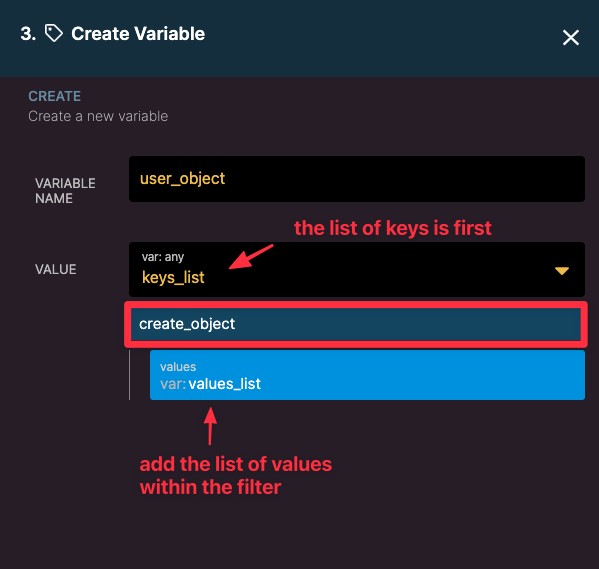 3. Create Variable
CREATE
Create a new variable
VARIABLE
NAME
user_object
the list of keys is first
VALUE
var: any
keys_list
create_object
values
var: values_list
add the list of values
within the filter